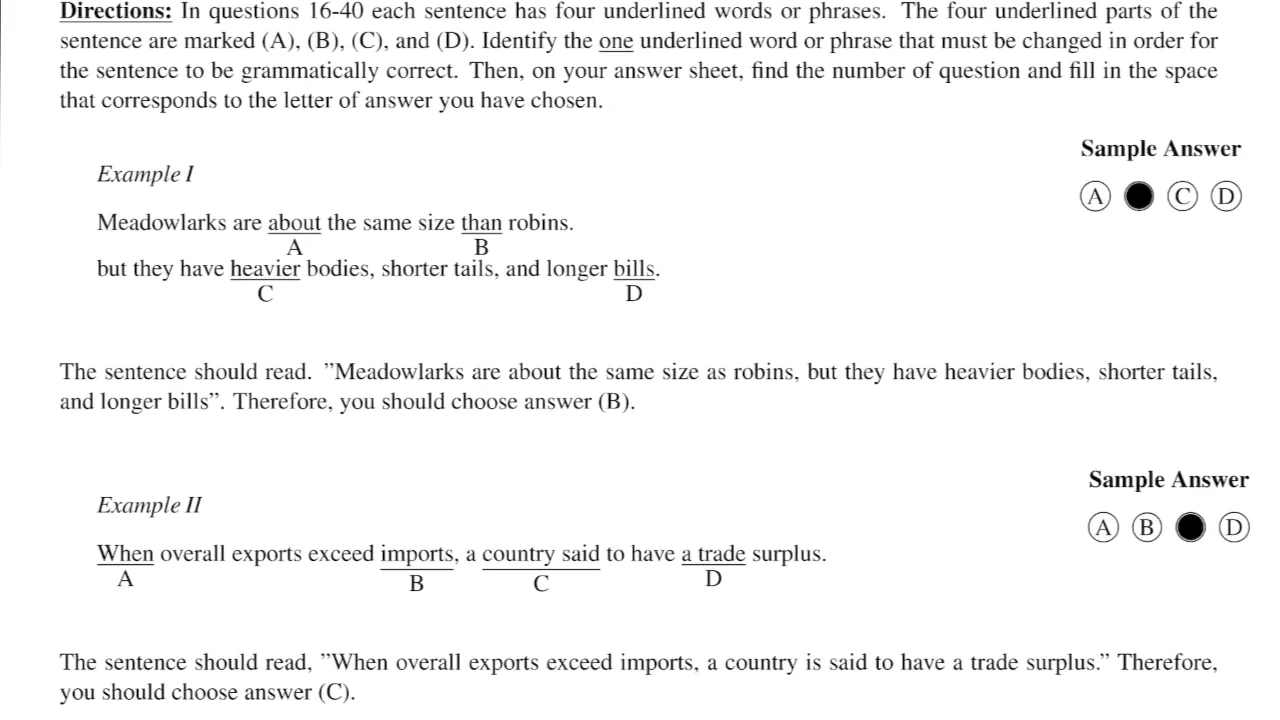 Directions: In questions 16-40 each sentence has four underlined words or phrases. The four underlined parts of the
sentence are marked (A), (B), (C), and (D). Identify the one underlined word or phrase that must be changed in order for
the sentence to be grammatically correct. Then, on your answer sheet, find the number of question and fill in the space
that corresponds to the letter of answer you have chosen.
Sample Answer
Example I
A C D
Meadowlarks are about the same size than robins.
A B
but they have heavier bodies, shorter tails, and longer bills.
C D
The sentence should read. ”Meadowlarks are about the same size as robins, but they have heavier bodies, shorter tails,
and longer bills”. Therefore, you should choose answer (B).
Sample Answer
Example II
A B D
When overall exports exceed imports, a country said to have a trade surplus.
A B C D
The sentence should read, ”When overall exports exceed imports, a country is said to have a trade surplus.” Therefore,
you should choose answer (C).